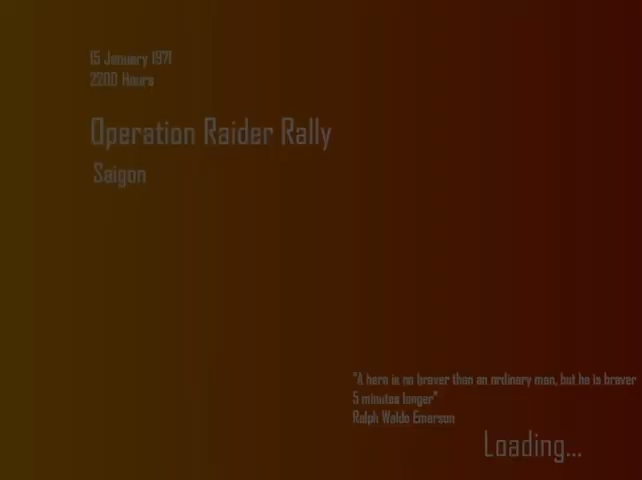 15 January 1971
2200 Hours
Operation Raider Rally
Saigon
"A hero is no braver than an ordinary man, but he is braver
5 minutes longer"
Ralph Waldo Emerson
Loading...